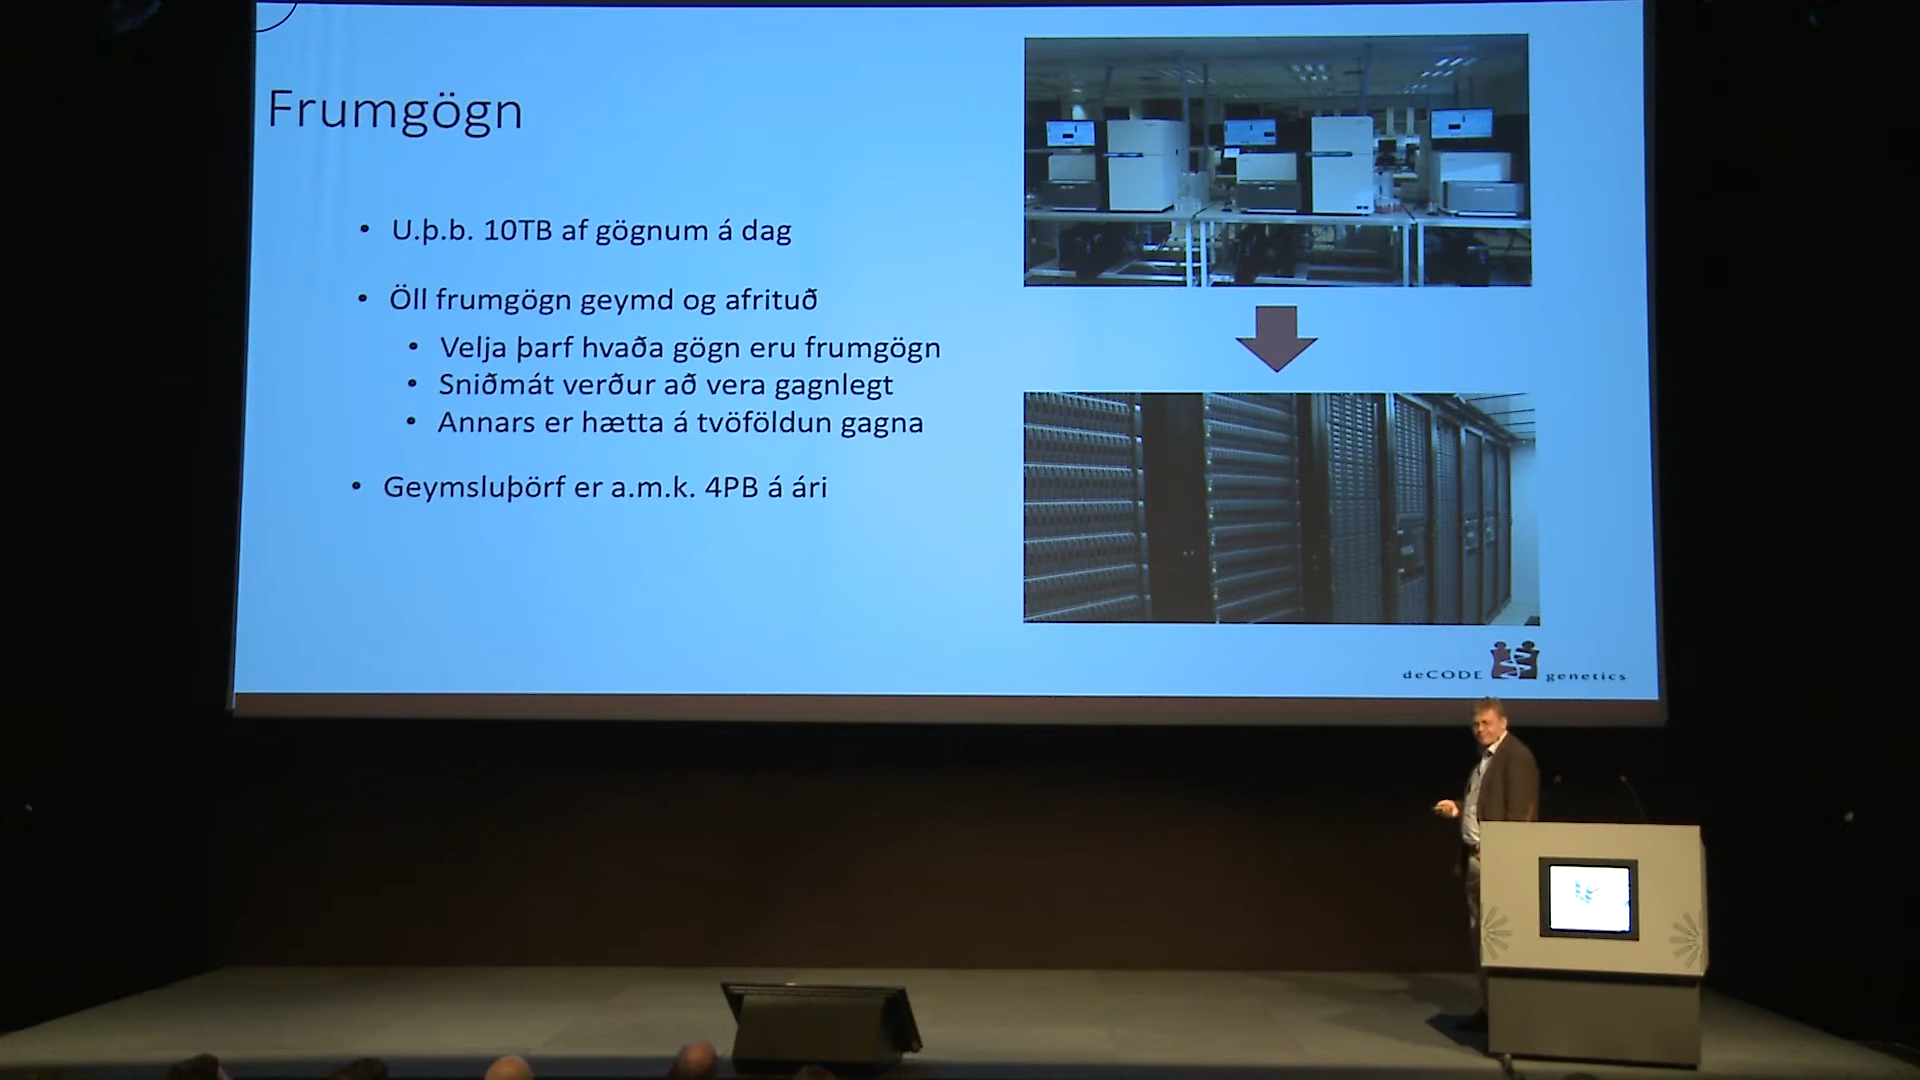 Frumgögn
• U.þ.b. 10TB af gögnum á dag
• Öll frumgögn geymd og afrituð
• Velja þarf hvaða gögn eru frumgögn
• Sniðmát verður að vera gagnlegt
• Annars er hætta á tvöföldun gagna
• Geymsluþörf er a.m.k. 4PB á ári
deCODE genetics